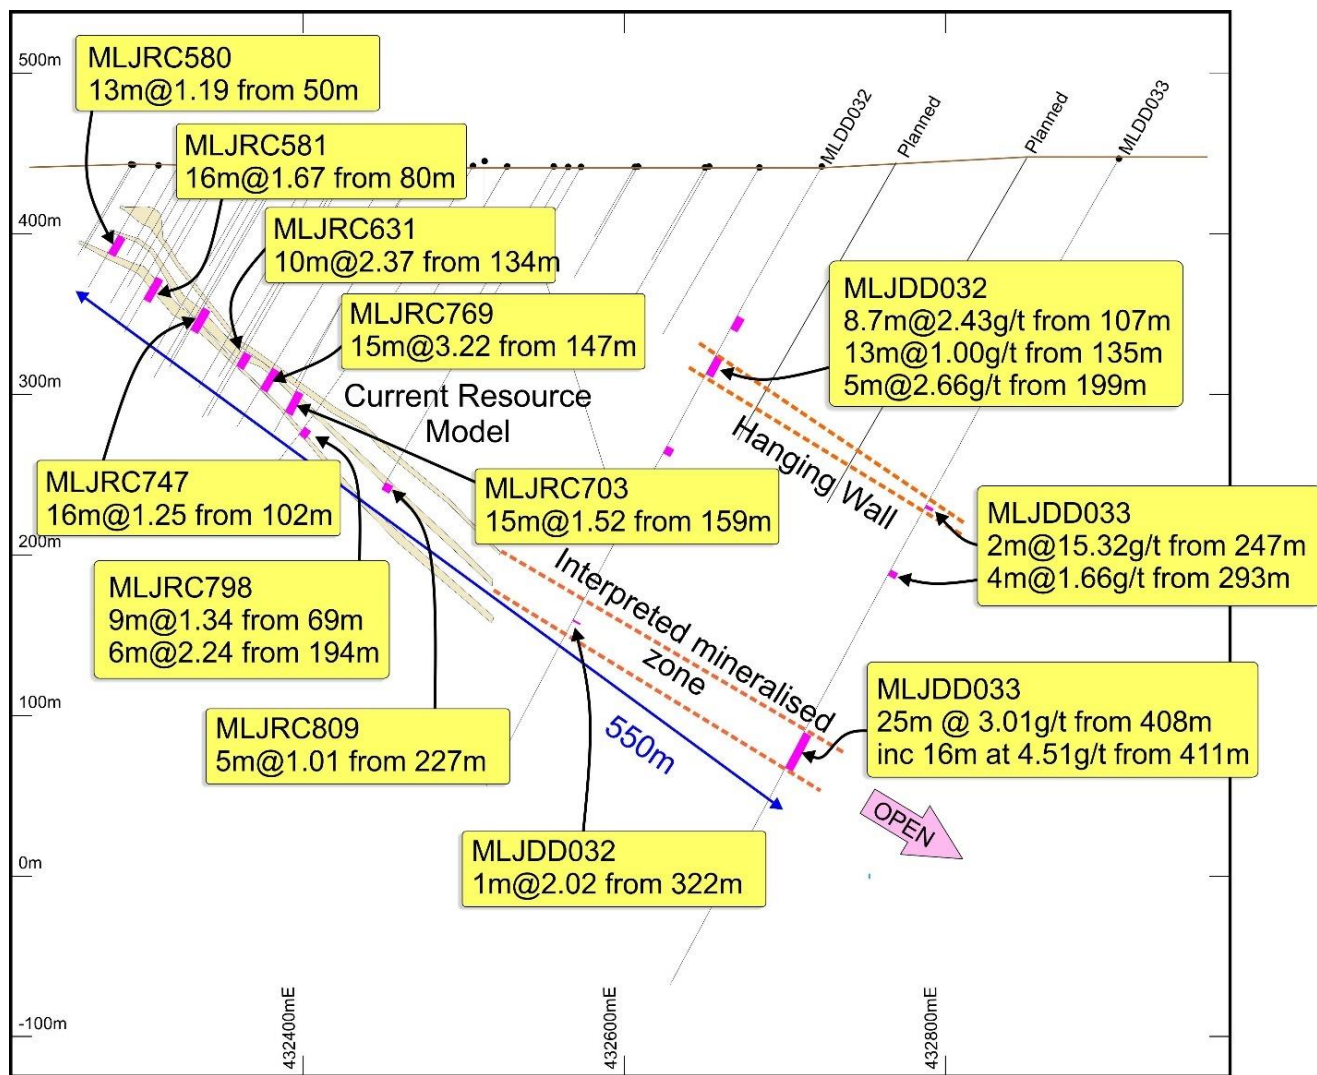 500m
400m
300m
200m
100m
0m
-100m
MLJRC580
13m@1.19 from 50m
MLJRC581
16m@1.67 from 80m
MLJRC631
10m@2.37 from 134m
MLJRC769
15m@3.22 from 147m
Current Resource
Model
MLJRC747
16m@1.25 from 102m
MLJRC703
15m@1.52 from 159m
MLJRC798
9m@1.34 from 69m
6m@2.24 from 194m
MLJRC809
5m@1.01 from 227m
MLJDD032
1m@2.02 from 322m
550m
Interpreted mineralised
zone
Hanging Wall
MLDD032
Planned
Planned
MLDD033
MLJDD032
8.7m@2.43g/t from 107m
13m@1.00g/t from 135m
5m@2.66g/t from 199m
MLJDD033
2m@15.32g/t from 247m
4m@1.66g/t from 293m
MLJDD033
25m @ 3.01g/t from 408m
inc 16m at 4.51g/t from 411m
OPEN
432400mE
432600mE
432800mE